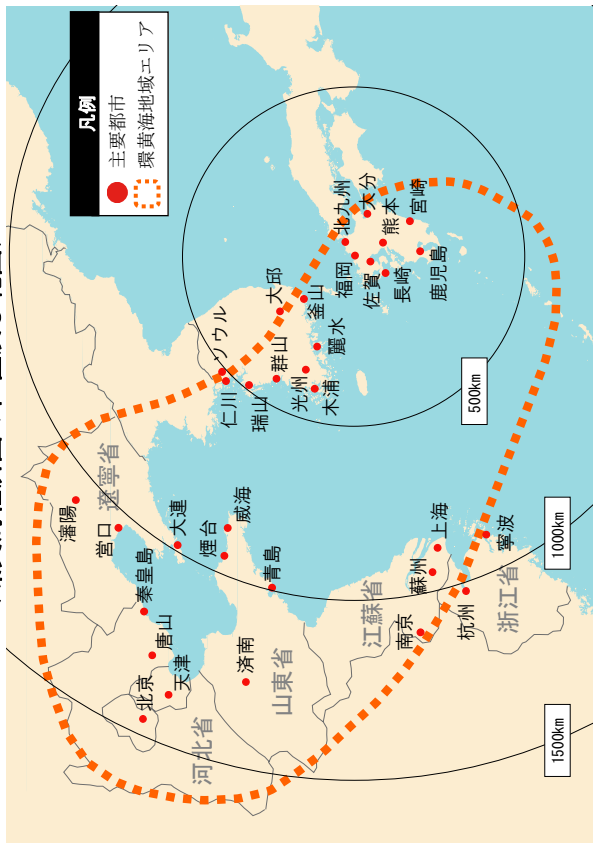 凡例
主要都市
環黄海地域エリア
瀋陽
遼寧省
営口
秦皇島
大連
唐山
北京
天津
河北省
煙台
威海
青島
済南
山東省
江蘇省
南京
蘇州
上海
杭州
寧波
浙江省
ソウル
仁川
瑞山
群山
大邱
釜山
光州
麗水
木浦
北九州
福岡
大分
佐賀
熊本
長崎
宮崎
鹿児島
500km
1000km
1500km